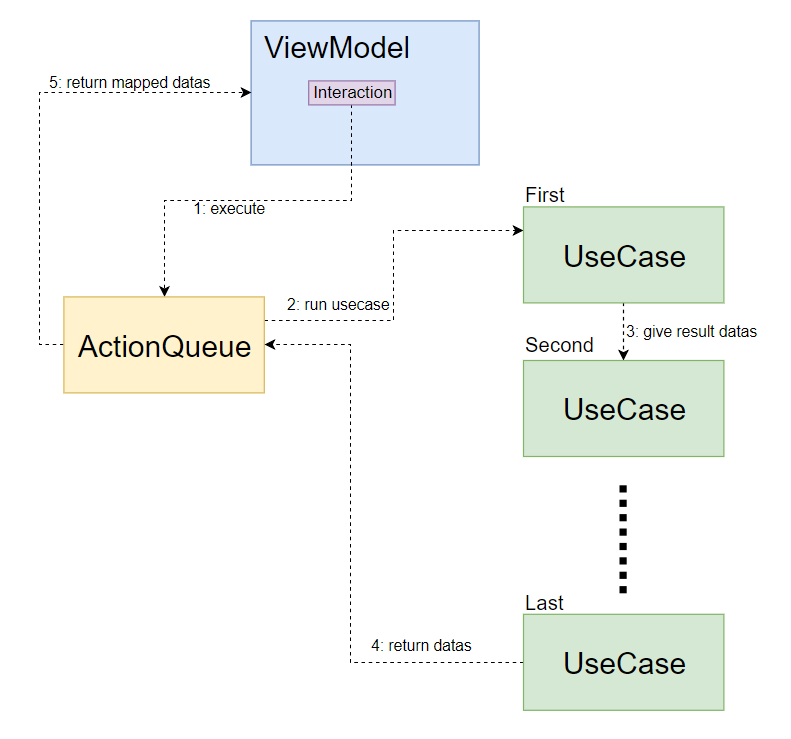 ViewModel
5: return mapped datas
Interaction
First
1: execute
UseCase
2: run usecase
3: give result datas
ActionQueue
Second
UseCase
Last
4: return datas
UseCase